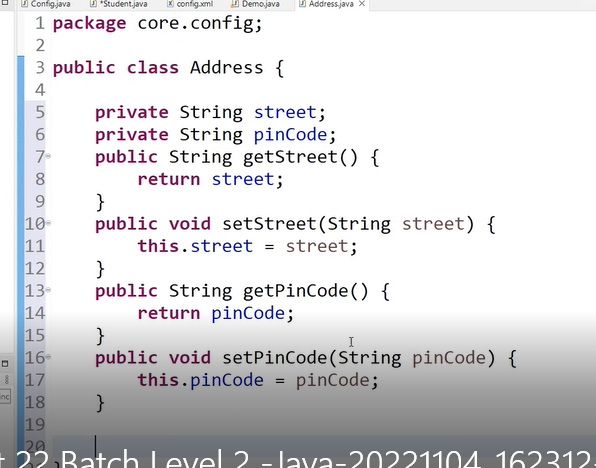 Config.java *Student.java config.xml Demo.java Address.java
1 package core.config;
2
3 public class Address {
4
5 private String street;
6 private String pinCode;
7 public String getStreet() {
8 return street;
9 }
10 public void setStreet(String street) {
11 this.street = street;
12 }
13 public String getPinCode() {
14 return pinCode;
15 }
16 public void setPinCode(String pinCode) {
17 this.pinCode = pinCode;
18 }
19
20
22 Batch Level 2 -Java-20221104 162312